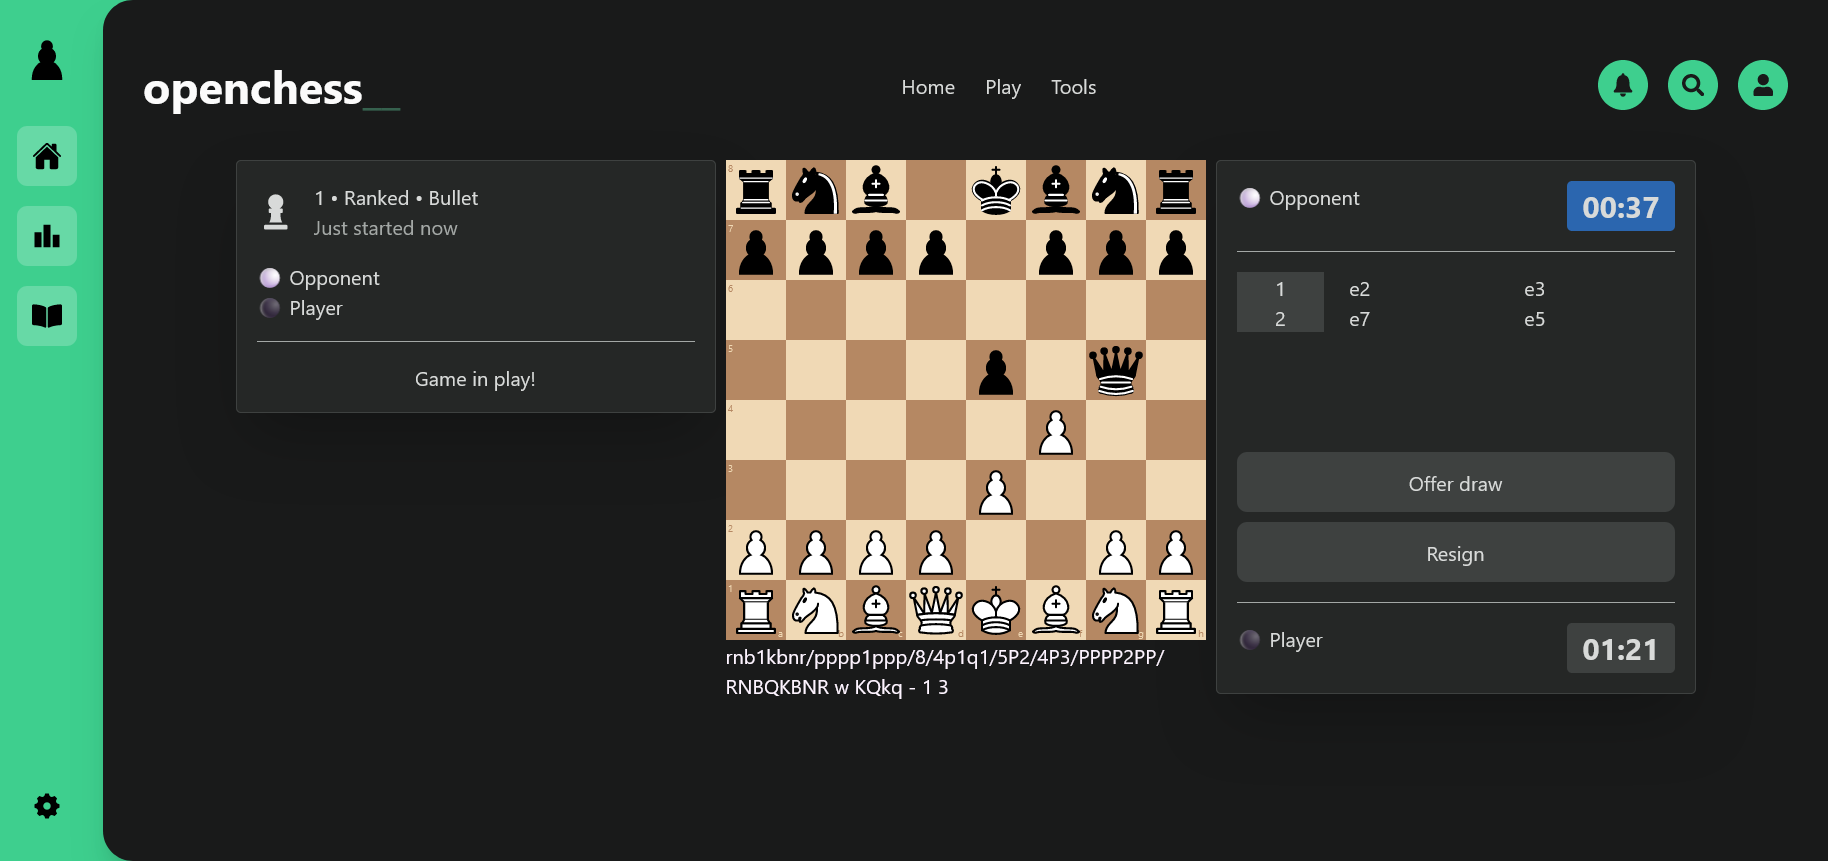 openchess__
Home Play Tools
1 • Ranked • Bullet
Just started now
Opponent
Player
Game in play!
8
7
6
5
4
3
2
1
a b c d e f g h
rnb1kbnr/pppp1ppp/8/4p1q1/5P2/4P3/PPPP2PP/
RNBQKBNR w KQkq - 1 3
Opponent 00:37
1 e2 e3
2 e7 e5
Offer draw
Resign
Player 01:21